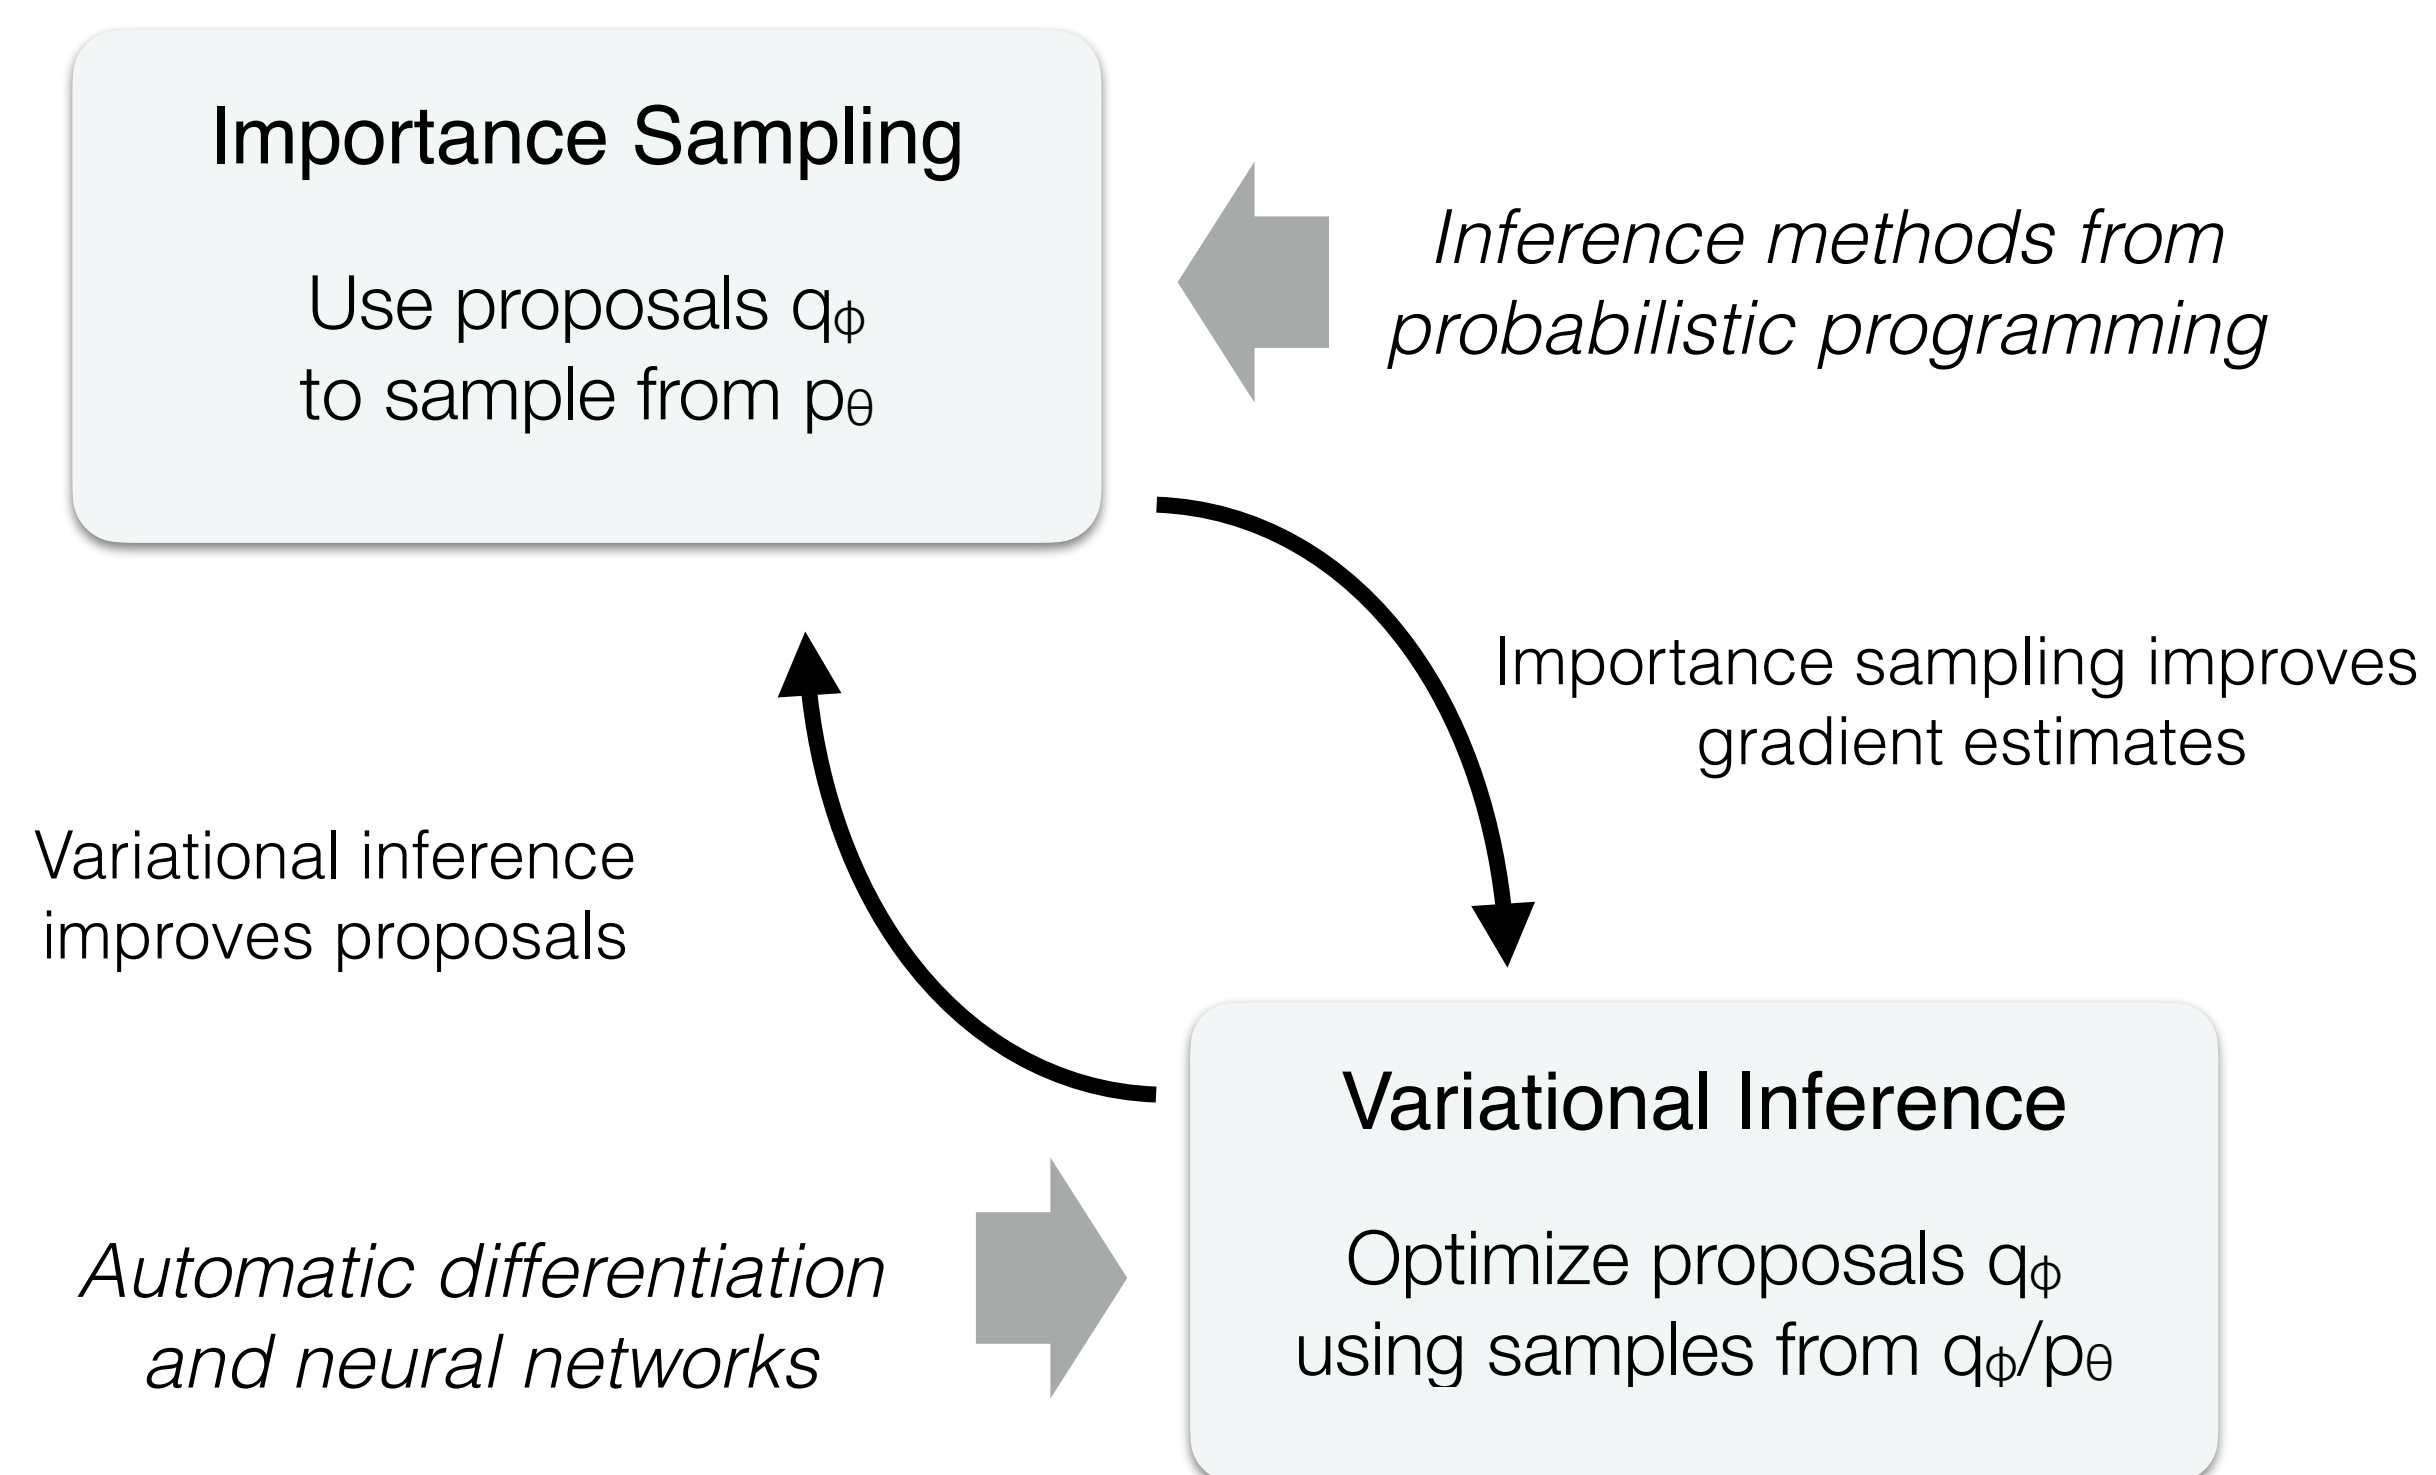 Importance Sampling
Use proposals qϕ
to sample from pθ
Inference methods from
probabilistic programming
Importance sampling improves
gradient estimates
Variational inference
improves proposals
Automatic differentiation
and neural networks
Variational Inference
Optimize proposals qϕ
using samples from qϕ/pθ